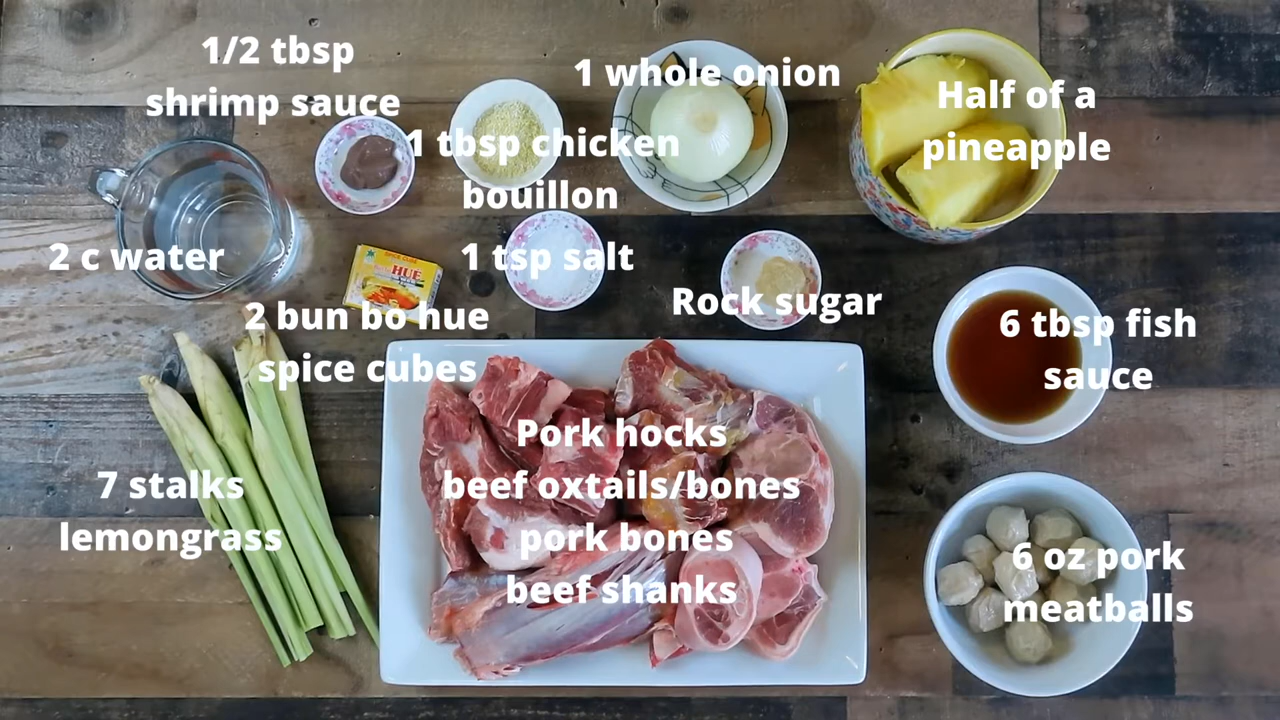 1/2 tbsp
shrimp sauce
1 whole onion
Half of a
pineapple
1 tbsp chicken
bouillon
2 c water
SPICE CUBE
HUE
1 tsp salt
Rock sugar
2 bun bo hue
spice cubes
6 tbsp fish
sauce
7 stalks
lemongrass
Pork hocks
beef oxtails/bones
pork bones
beef shanks
6 oz pork
meatballs